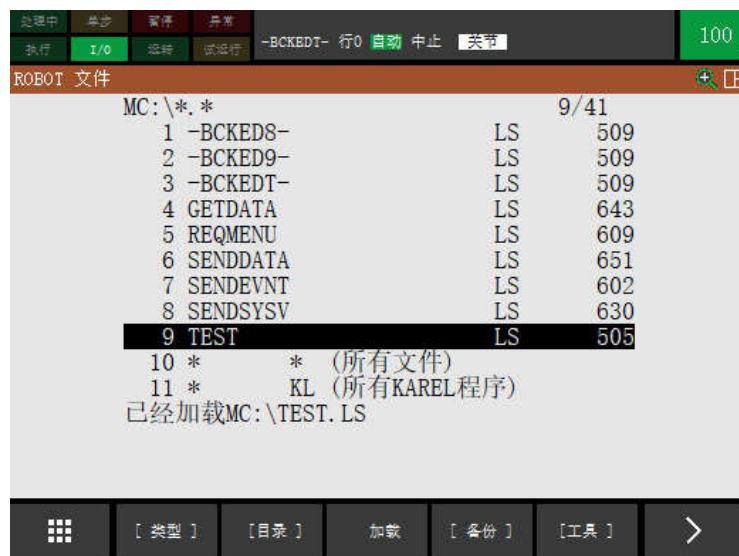 处理中 单步 暂停 异常
执行 I/O 运转 试运行
-BCKEDT- 行0 自动 中止 关节
100
ROBOT 文件
MC:\*.* 9/41
1 -BCKED8- LS 509
2 -BCKED9- LS 509
3 -BCKEDT- LS 509
4 GETDATA LS 643
5 REQMENU LS 609
6 SENDDATA LS 651
7 SENDEVNT LS 602
8 SENDSYSV LS 630
9 TEST LS 505
10 * * (所有文件)
11 * KL (所有KAREL程序)
已经加载MC:\TEST.LS
[ 类型 ] [目录 ] 加载 [ 备份 ] [工具 ]